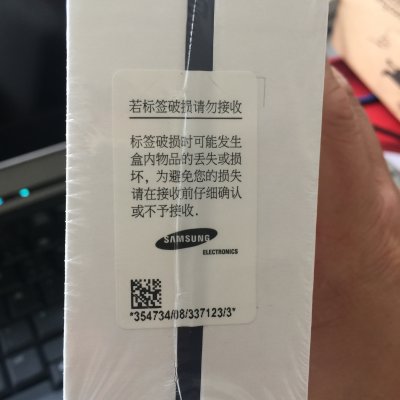 若标签破损请勿接收
标签破损时可能发生
盒内物品的丢失或损
坏，为避免您的损失
请在接收前仔细确认
或不予接收.
SAMSUNG
ELECTRONICS
*354734/08/337123/3*